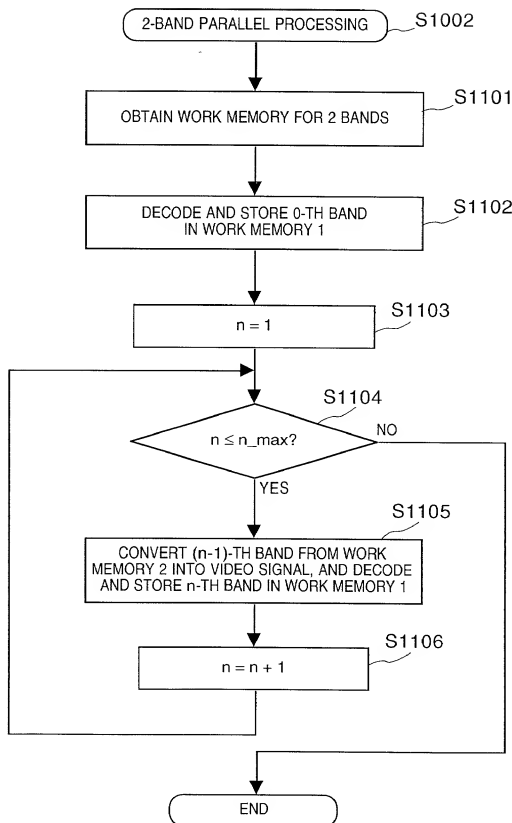 2-BAND PARALLEL PROCESSING
S1002
S1101
OBTAIN WORK MEMORY FOR 2 BANDS
S1102
DECODE AND STORE 0-TH BAND
IN WORK MEMORY 1
S1103
n = 1
S1104
n ≤ n_max?
NO
YES
S1105
CONVERT (n-1)-TH BAND FROM WORK
MEMORY 2 INTO VIDEO SIGNAL, AND DECODE
AND STORE n-TH BAND IN WORK MEMORY 1
S1106
n = n + 1
END